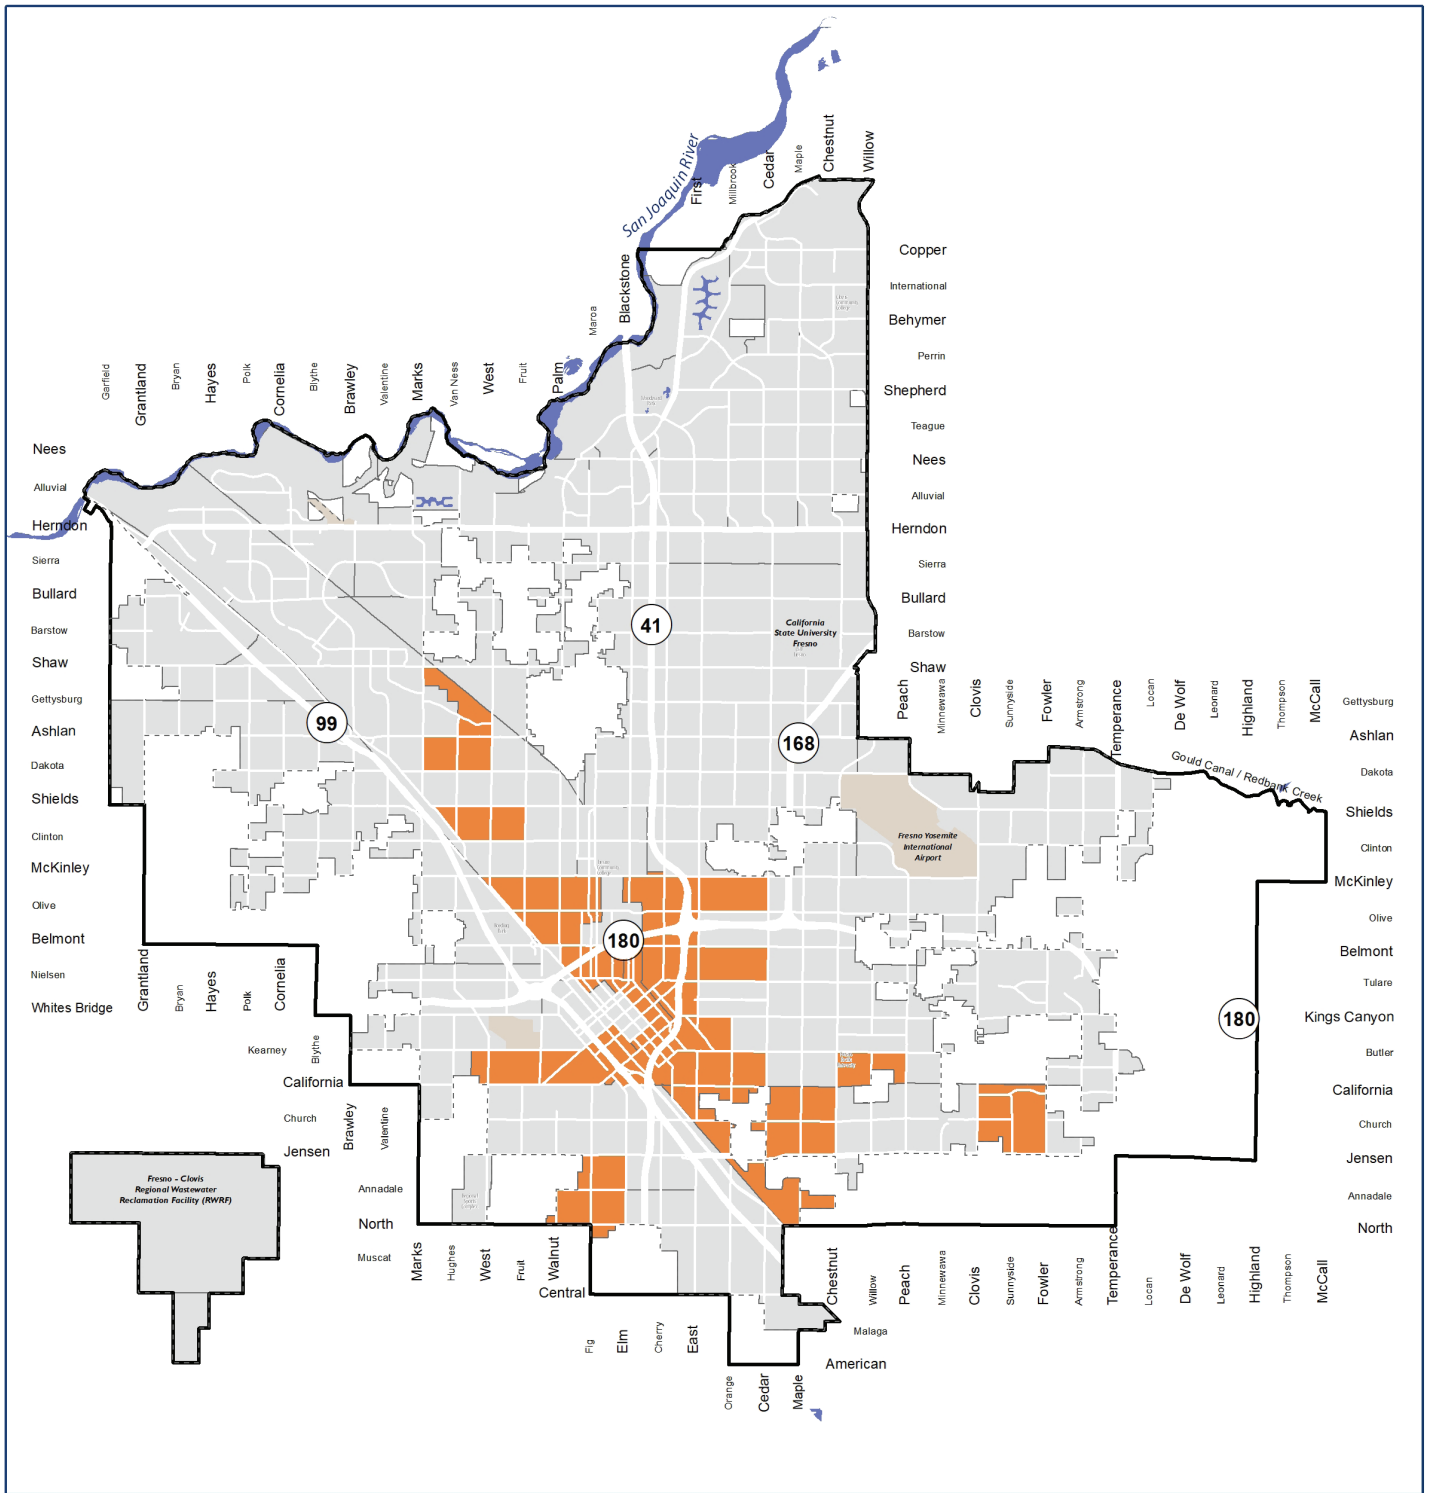 San Joaquin River
First
Millbrook
Cedar
Maple
Chestnut
Willow
Copper
International
Behymer
Perrin
Shepherd
Teague
Nees
Alluvial
Herndon
Sierra
Bullard
Barstow
Shaw
Garfield
Grantland
Bryan
Hayes
Polk
Cornelia
Blythe
Brawley
Valentine
Marks
Van Ness
West
Fruit
Palm
Maroa
Blackstone
Nees
Alluvial
Herndon
Sierra
Bullard
Barstow
Shaw
Gettysburg
Ashlan
Dakota
Shields
Clinton
McKinley
Olive
Belmont
Nielsen
Whites Bridge
41
99
168
180
180
California
State University
Fresno
Peach
Minnewawa
Clovis
Sunnyside
Fowler
Armstrong
Temperance
Locan
De Wolf
Leonard
Highland
Thompson
McCall
Gettysburg
Ashlan
Dakota
Shields
Clinton
McKinley
Olive
Belmont
Tulare
Kings Canyon
Butler
California
Church
Jensen
Annadale
North
Gould Canal / Redbank Creek
Fresno Yosemite
International
Airport
Grantland
Bryan
Hayes
Polk
Cornelia
Blythe
Kearney
California
Church
Brawley
Valentine
Jensen
Annadale
North
Muscat
Marks
Hughes
West
Fruit
Walnut
Central
Fig
Elm
Cherry
East
Orange
Cedar
Maple
Chestnut
Willow
Peach
Minnewawa
Clovis
Sunnyside
Fowler
Armstrong
Temperance
Locan
De Wolf
Leonard
Highland
Thompson
McCall
Malaga
American
Fresno - Clovis
Regional Wastewater
Reclamation Facility (RWRF)